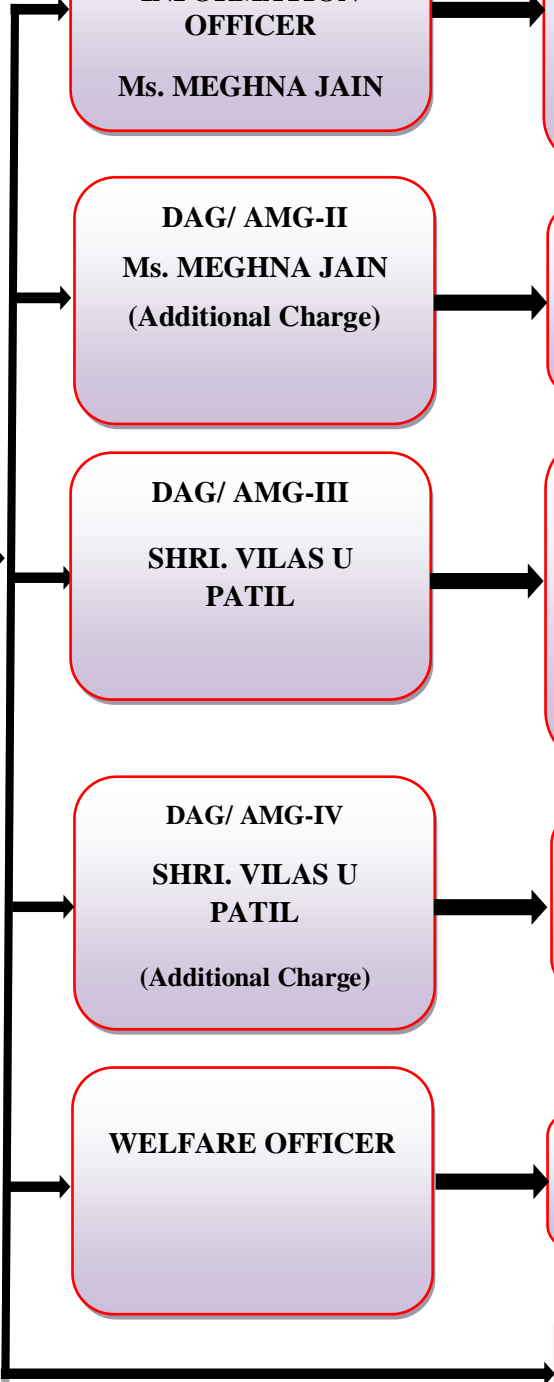 INFORMATION
OFFICER
Ms. MEGHNA JAIN
DAG/ AMG-II
Ms. MEGHNA JAIN
(Additional Charge)
DAG/ AMG-III
SHRI. VILAS U
PATIL
DAG/ AMG-IV
SHRI. VILAS U
PATIL
(Additional Charge)
WELFARE OFFICER